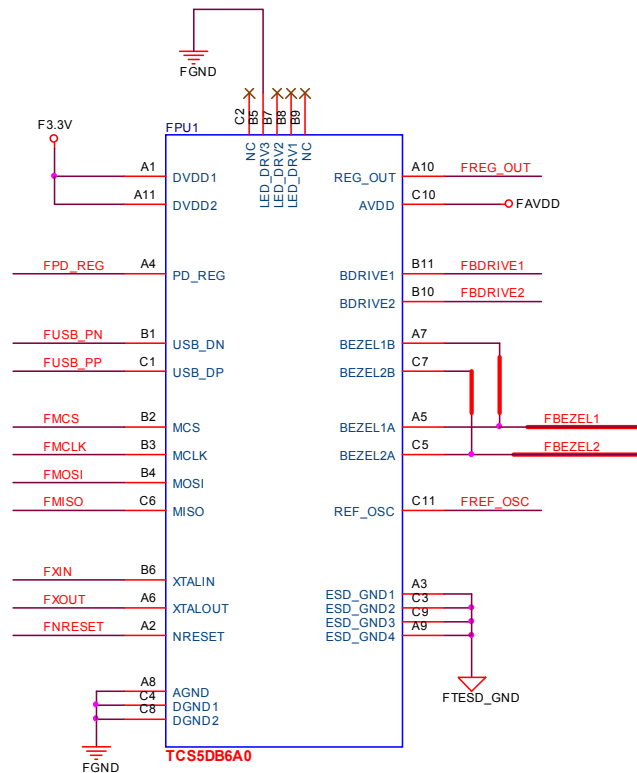 FGND
C2
B5
B7
B8
B9
F3.3V
FPU1
NC
LED_DRV3
LED_DRV2
LED_DRV1
NC
A1 DVDD1
A11 DVDD2
REG_OUT A10 FREG_OUT
AVDD C10 FAVDD
FPD_REG A4 PD_REG
BDRIVE1 B11 FBDRIVE1
BDRIVE2 B10 FBDRIVE2
FUSB_PN B1 USB_DN
BEZEL1B A7
FUSB_PP C1 USB_DP
BEZEL2B C7
FMCS B2 MCS
BEZEL1A A5 FBEZEL1
FMCLK B3 MCLK
BEZEL2A C5 FBEZEL2
FMOSI B4 MOSI
FMISO C6 MISO
REF_OSC C11 FREF_OSC
FXIN B6 XTALIN
FXOUT A6 XTALOUT
FNRESET A2 NRESET
ESD_GND1 A3
ESD_GND2 C3
ESD_GND3 C9
ESD_GND4 A9
A8 AGND
C4 DGND1
C8 DGND2
FTESD_GND
FGND
TCS5DB6A0